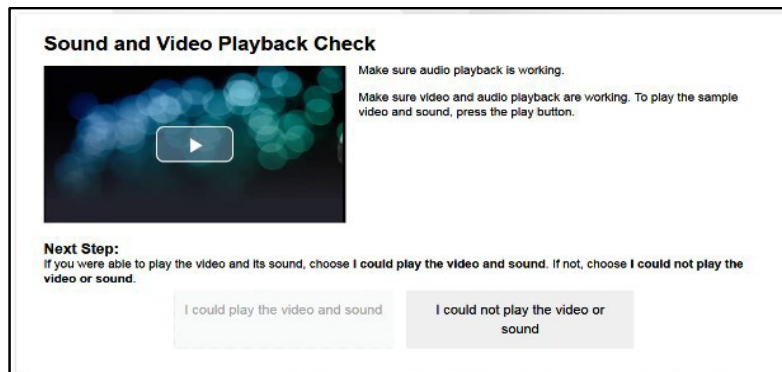 Sound and Video Playback Check
Make sure audio playback is working.
Make sure video and audio playback are working. To play the sample
video and sound, press the play button.
Next Step:
If you were able to play the video and its sound, choose I could play the video and sound. If not, choose I could not play the
video or sound.
I could play the video and sound
I could not play the video or
sound